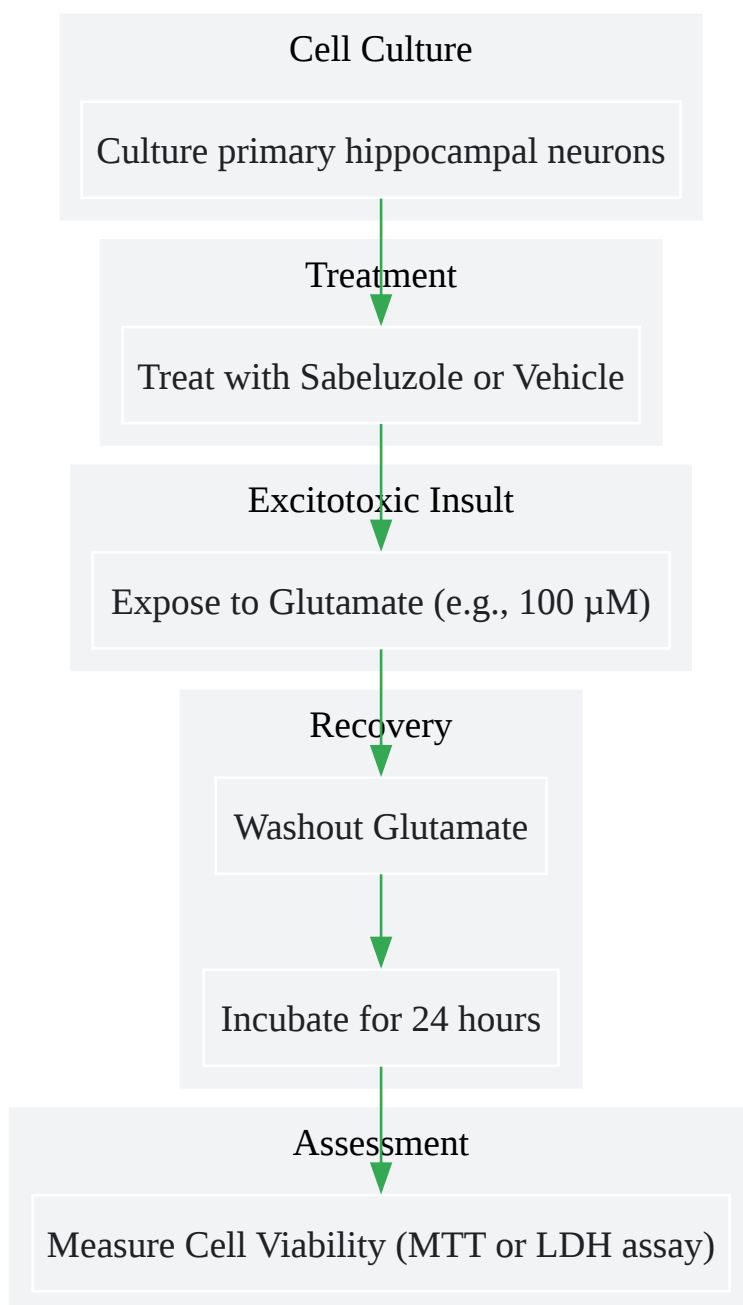 Cell Culture
Culture primary hippocampal neurons
Treatment
Treat with Sabeluzole or Vehicle
Excitotoxic Insult
Expose to Glutamate (e.g., 100 µM)
Recovery
Washout Glutamate
Incubate for 24 hours
Assessment
Measure Cell Viability (MTT or LDH assay)